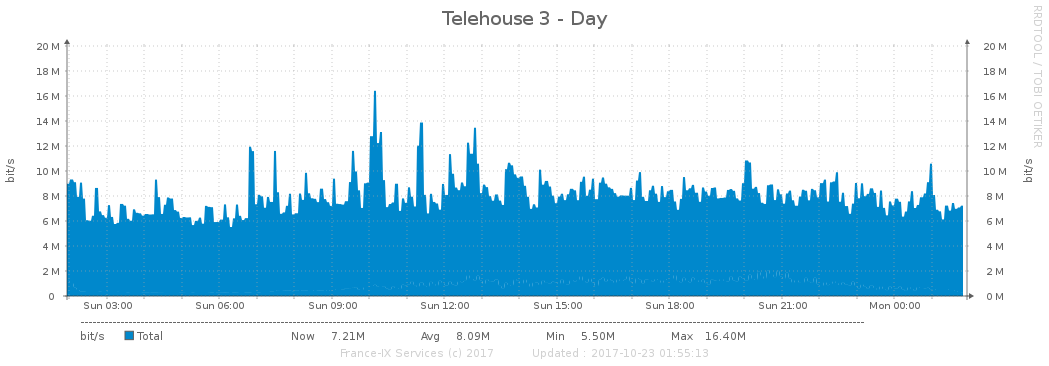 Telehouse 3 - Day
RRDTOOL / TOBI OETIKER
bit/s
bit/s
20 M 20 M
18 M 18 M
16 M 16 M
14 M 14 M
12 M 12 M
10 M 10 M
8 M 8 M
6 M 6 M
4 M 4 M
2 M 2 M
0 0 M
Sun 03:00 Sun 06:00 Sun 09:00 Sun 12:00 Sun 15:00 Sun 18:00 Sun 21:00 Mon 00:00
bit/s Total Now 7.21M Avg 8.09M Min 5.50M Max 16.40M
France-IX Services (c) 2017 Updated : 2017-10-23 01:55:13